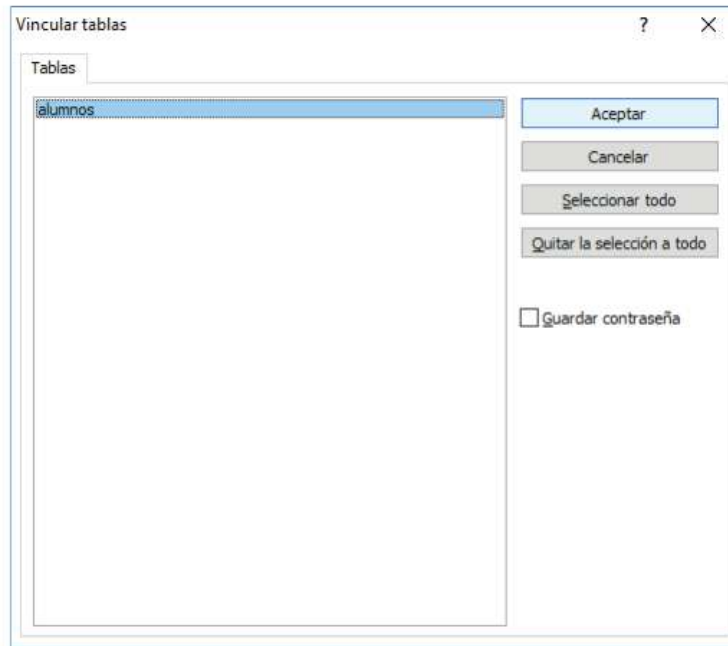 Vincular tablas
?
Tablas
alumnos
Aceptar
Cancelar
Seleccionar todo
Quitar la selección a todo
Guardar contraseña